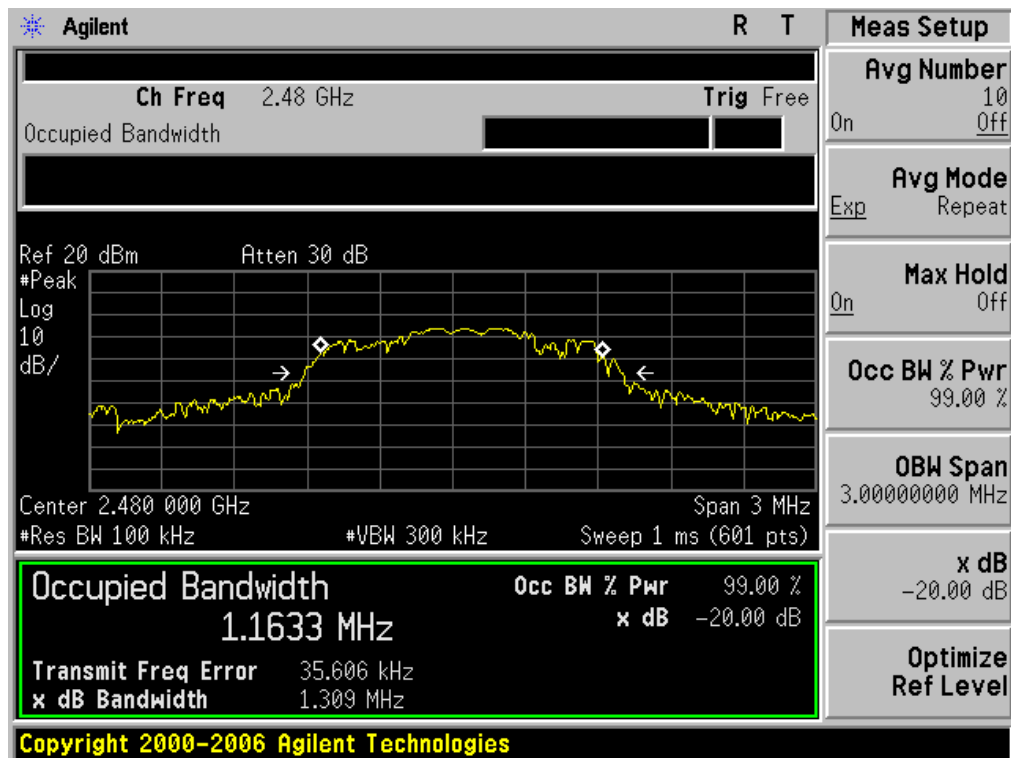 Agilent R T Meas Setup
Ch Freq 2.48 GHz Trig Free
Occupied Bandwidth
Ref 20 dBm Atten 30 dB
#Peak
Log
10
dB/
Center 2.480 000 GHz Span 3 MHz
#Res BW 100 kHz #VBW 300 kHz Sweep 1 ms (601 pts)
Occupied Bandwidth Occ BW % Pwr 99.00 %
1.1633 MHz x dB -20.00 dB
Transmit Freq Error 35.606 kHz
x dB Bandwidth 1.309 MHz
Avg Number
10
On Off
Avg Mode
Exp Repeat
Max Hold
On Off
Occ BW % Pwr
99.00 %
OBW Span
3.00000000 MHz
x dB
-20.00 dB
Optimize
Ref Level
Copyright 2000-2006 Agilent Technologies